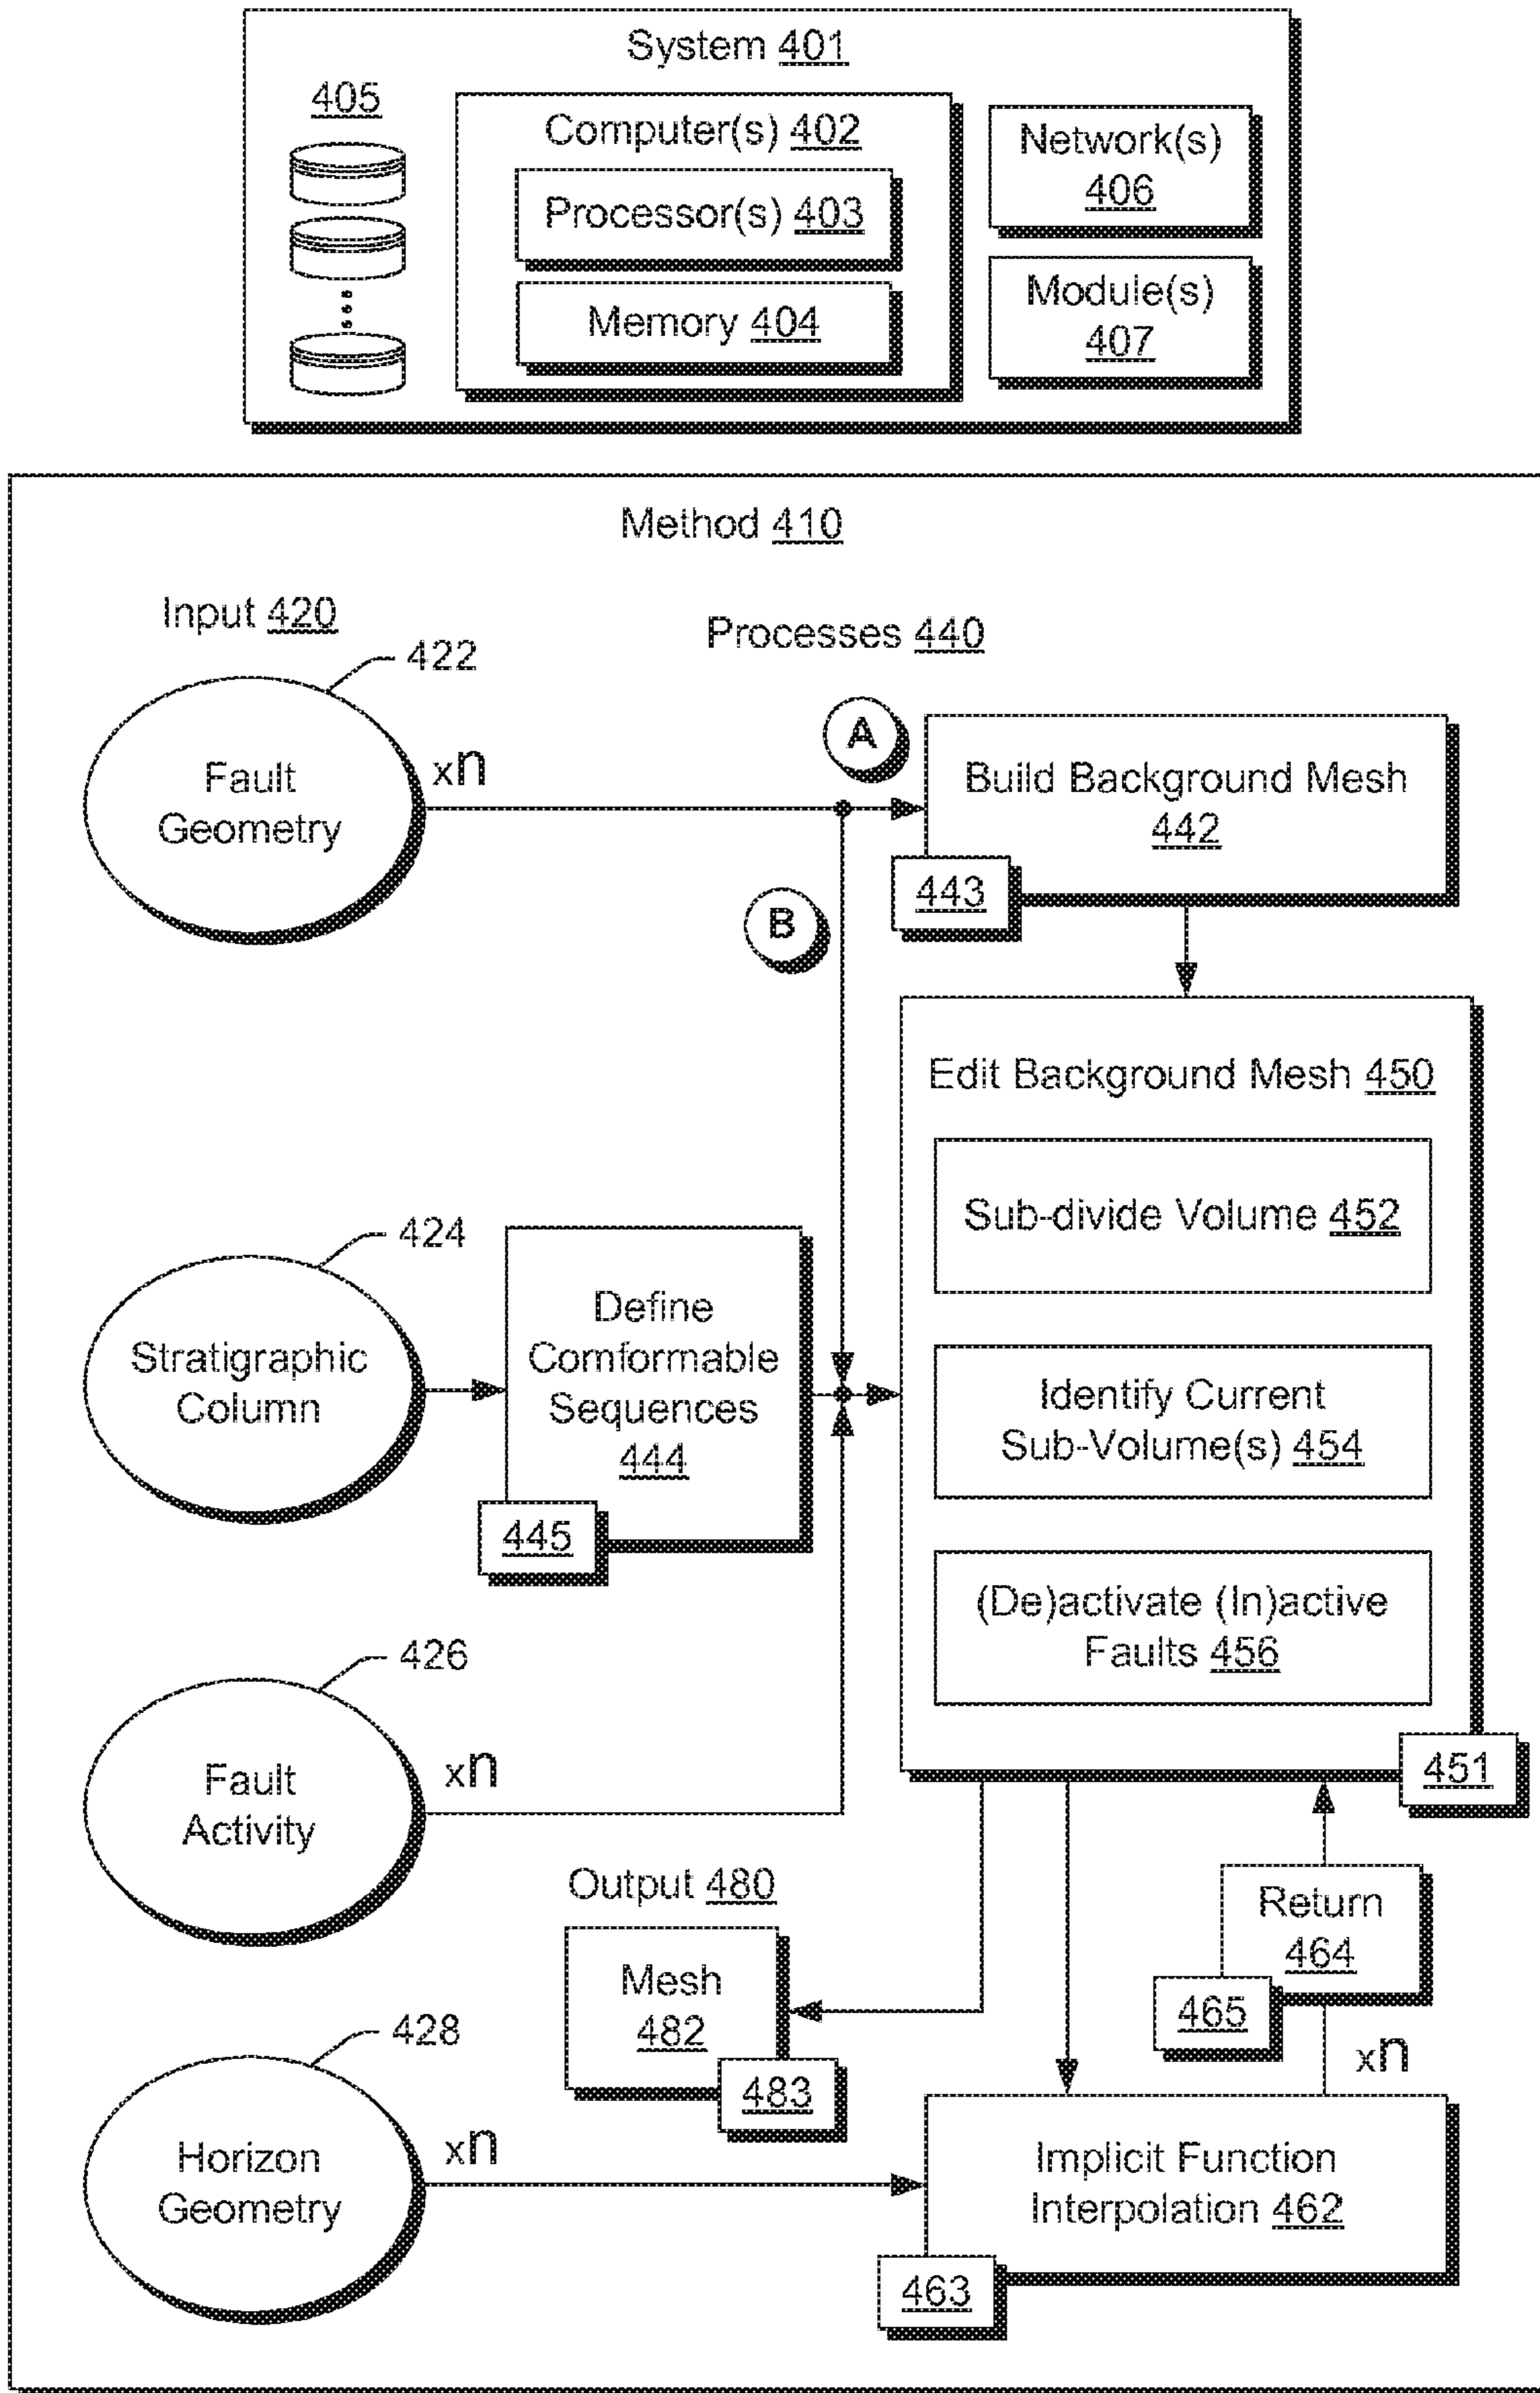 System 401
405
Computer(s) 402
Processor(s) 403
Memory 404
Network(s)
406
Module(s)
407
Method 410
Input 420
Processes 440
422
Fault
Geometry
xn
A
B
Build Background Mesh
442
443
Edit Background Mesh 450
Sub-divide Volume 452
Identify Current
Sub-Volume(s) 454
(De)activate (In)active
Faults 456
451
424
Stratigraphic
Column
Define
Comformable
Sequences
444
445
426
Fault
Activity
xn
Output 480
Mesh
482
483
Return
464
465
xn
428
Horizon
Geometry
xn
Implicit Function
Interpolation 462
463